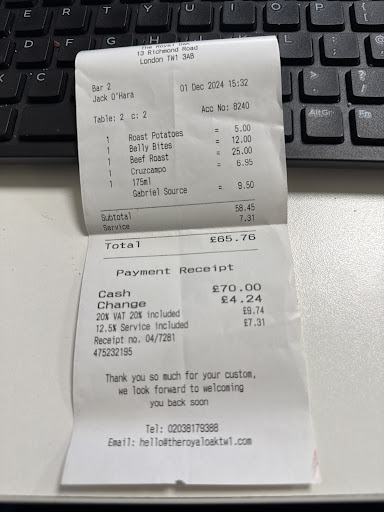 The Royal Oak
13 Richmond Road
London TW1 3AB
Bar 2
Jack O'Hara
01 Dec 2024 15:32
Table: 2 c: 2
Acc No: 8240
1 Roast Potatoes = 5.00
1 Belly Bites = 12.00
1 Beef Roast = 25.00
1 Cruzcampo = 6.95
1 175ml
Gabriel Source = 9.50
Subtotal 58.45
Service 7.31
Total £65.76
Payment Receipt
Cash £70.00
Change £4.24
20% VAT 20% included £9.74
12.5% Service included £7.31
Receipt no. 04/7281
475232195
Thank you so much for your custom,
we look forward to welcoming
you back soon
Tel: 02038179388
Email: hello@theroyaloaktw1.com
E R T Y U I O P
D F G H J K L
C V B N M
AltGr Fn